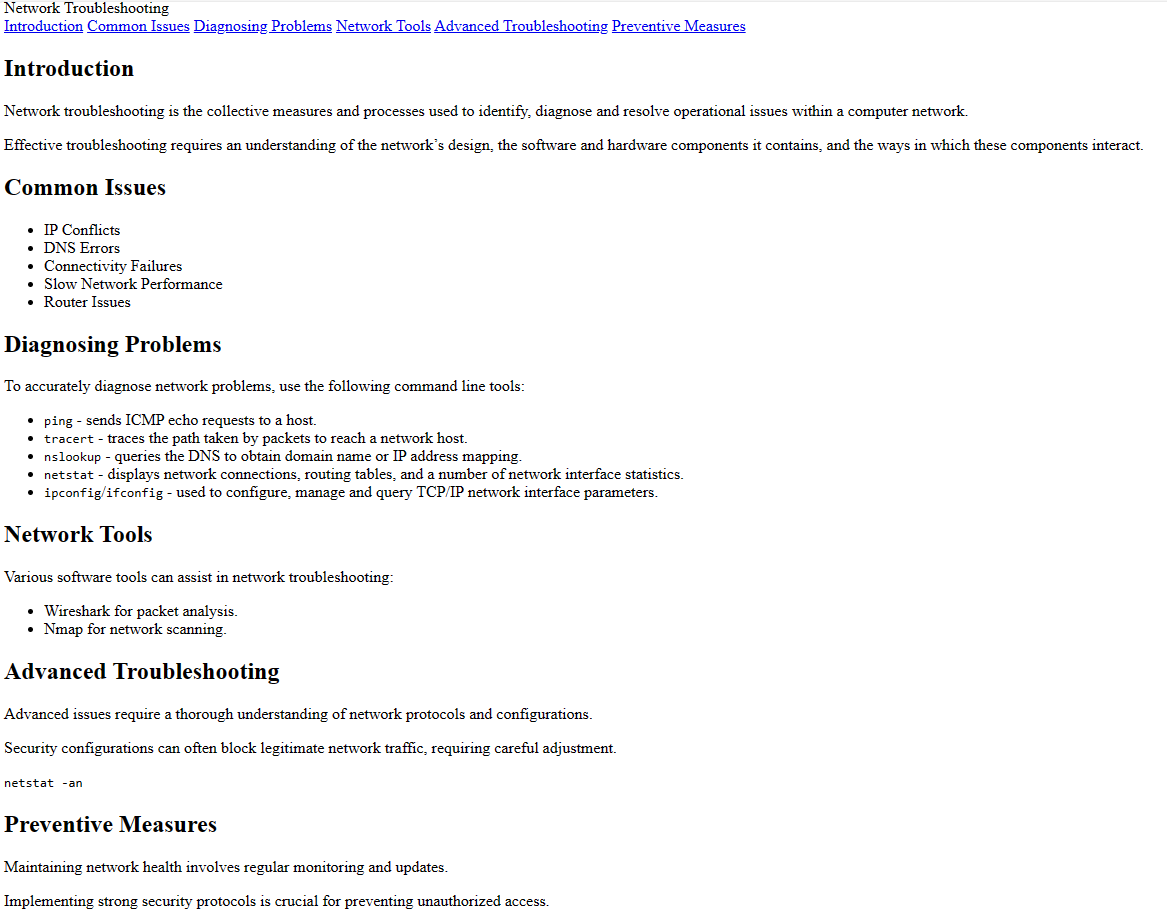 Network Troubleshooting
Introduction Common Issues Diagnosing Problems Network Tools Advanced Troubleshooting Preventive Measures
Introduction
Network troubleshooting is the collective measures and processes used to identify, diagnose and resolve operational issues within a computer network.
Effective troubleshooting requires an understanding of the network’s design, the software and hardware components it contains, and the ways in which these components interact.
Common Issues
• IP Conflicts
• DNS Errors
• Connectivity Failures
• Slow Network Performance
• Router Issues
Diagnosing Problems
To accurately diagnose network problems, use the following command line tools:
• ping - sends ICMP echo requests to a host.
• tracert - traces the path taken by packets to reach a network host.
• nslookup - queries the DNS to obtain domain name or IP address mapping.
• netstat - displays network connections, routing tables, and a number of network interface statistics.
• ipconfig/ifconfig - used to configure, manage and query TCP/IP network interface parameters.
Network Tools
Various software tools can assist in network troubleshooting:
• Wireshark for packet analysis.
• Nmap for network scanning.
Advanced Troubleshooting
Advanced issues require a thorough understanding of network protocols and configurations.
Security configurations can often block legitimate network traffic, requiring careful adjustment.
netstat -an
Preventive Measures
Maintaining network health involves regular monitoring and updates.
Implementing strong security protocols is crucial for preventing unauthorized access.